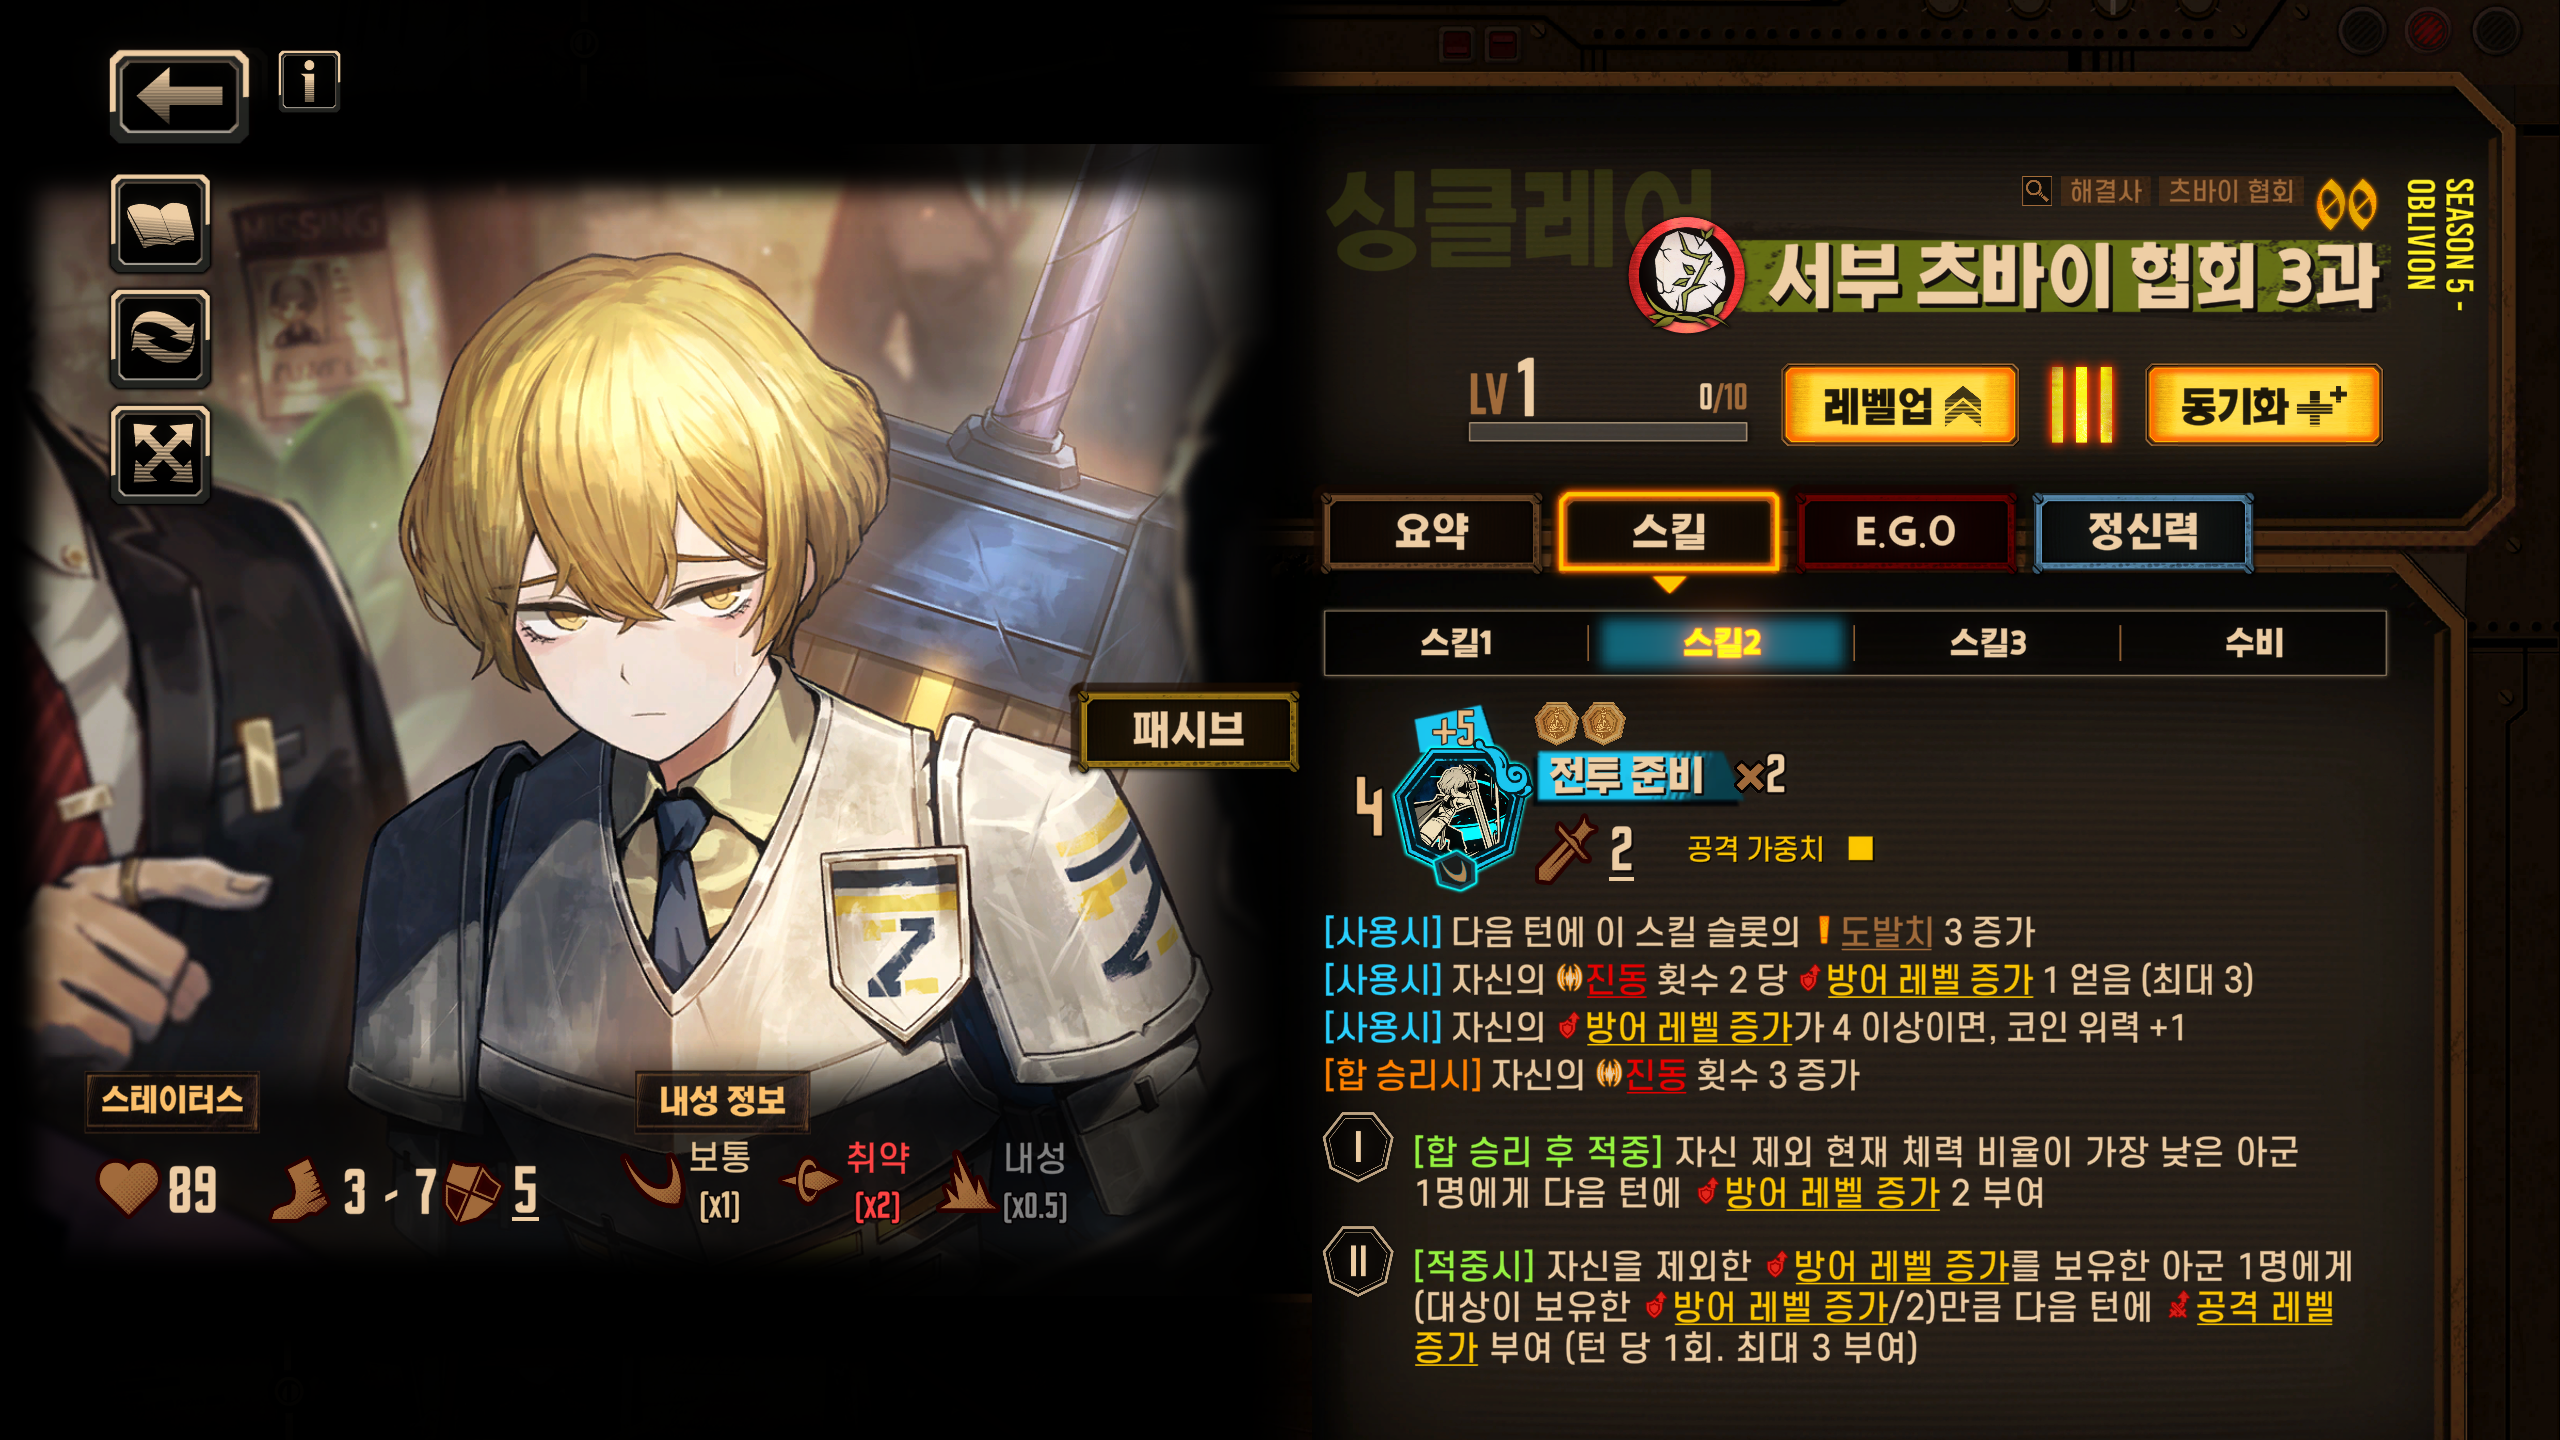 MISSING
싱클레어
해결사
츠바이 협회
SEASON 5 -
OBLIVION
서부 츠바이 협회 3과
LV 1
0/10
레벨업
동기화
요약
스킬
E.G.O
정신력
스킬1
스킬2
스킬3
수비
패시브
+5
4
전투 준비 ×2
2
공격 가중치
[사용시] 다음 턴에 이 스킬 슬롯의 도발치 3 증가
[사용시] 자신의 진동 횟수 2 당 방어 레벨 증가 1 얻음 (최대 3)
[사용시] 자신의 방어 레벨 증가가 4 이상이면, 코인 위력 +1
[합 승리시] 자신의 진동 횟수 3 증가
I
[합 승리 후 적중] 자신 제외 현재 체력 비율이 가장 낮은 아군
1명에게 다음 턴에 방어 레벨 증가 2 부여
II
[적중시] 자신을 제외한 방어 레벨 증가를 보유한 아군 1명에게
(대상이 보유한 방어 레벨 증가/2)만큼 다음 턴에 공격 레벨
증가 부여 (턴 당 1회. 최대 3 부여)
Z
스테이터스
89
3 - 7
5
내성 정보
보통
[x1]
취약
[x2]
내성
[x0.5]